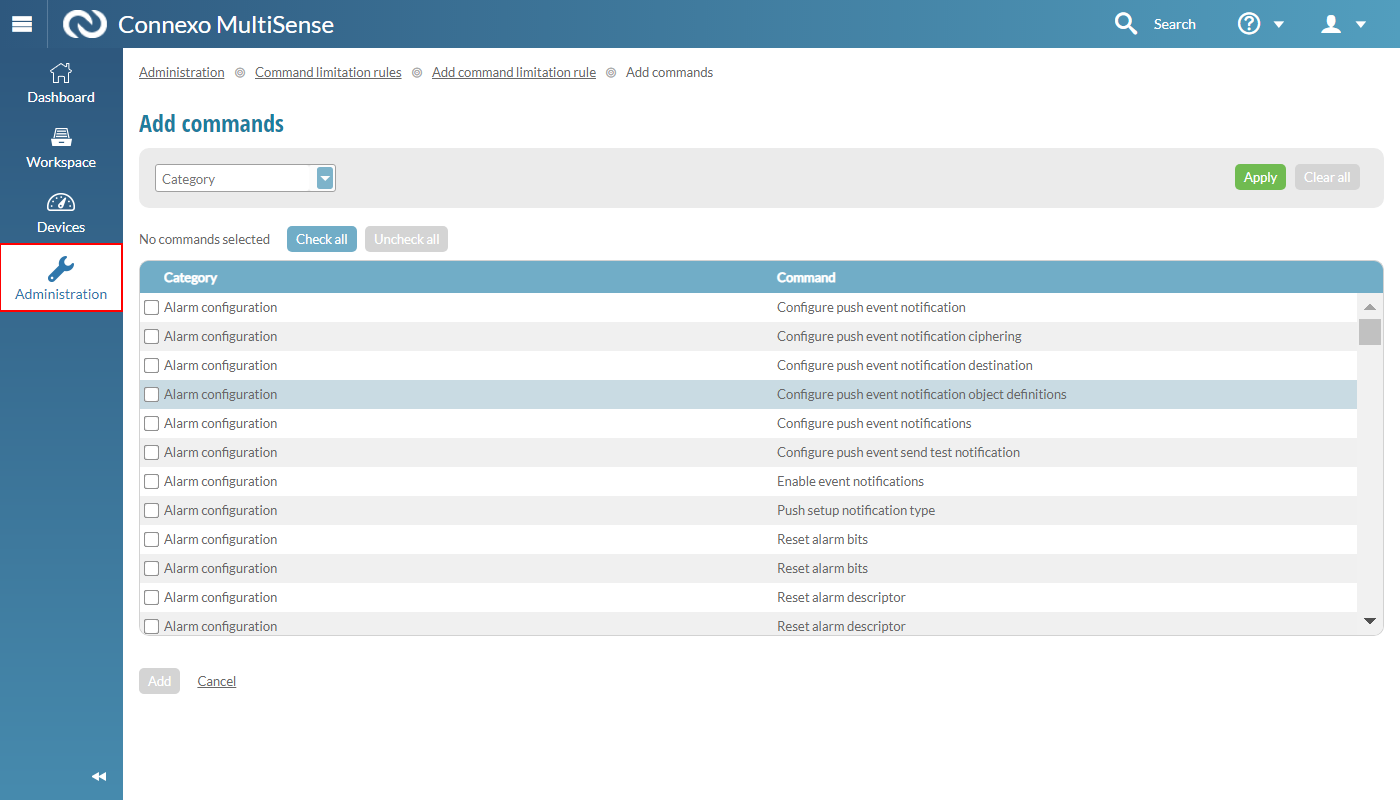 Connexo MultiSense
Search
Dashboard
Workspace
Devices
Administration
Administration Command limitation rules Add command limitation rule Add commands
Add commands
Category
Apply Clear all
No commands selected Check all Uncheck all
Category Command
Alarm configuration Configure push event notification
Alarm configuration Configure push event notification ciphering
Alarm configuration Configure push event notification destination
Alarm configuration Configure push event notification object definitions
Alarm configuration Configure push event notifications
Alarm configuration Configure push event send test notification
Alarm configuration Enable event notifications
Alarm configuration Push setup notification type
Alarm configuration Reset alarm bits
Alarm configuration Reset alarm bits
Alarm configuration Reset alarm descriptor
Alarm configuration Reset alarm descriptor
Add Cancel